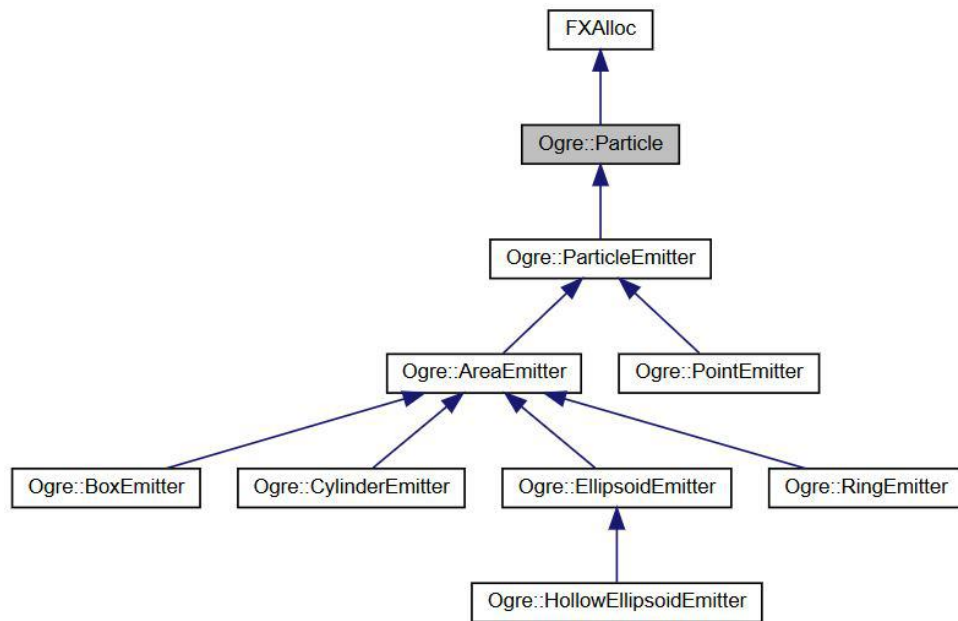 FXAlloc
Ogre::Particle
Ogre::ParticleEmitter
Ogre::AreaEmitter
Ogre::PointEmitter
Ogre::BoxEmitter
Ogre::CylinderEmitter
Ogre::EllipsoidEmitter
Ogre::RingEmitter
Ogre::HollowEllipsoidEmitter